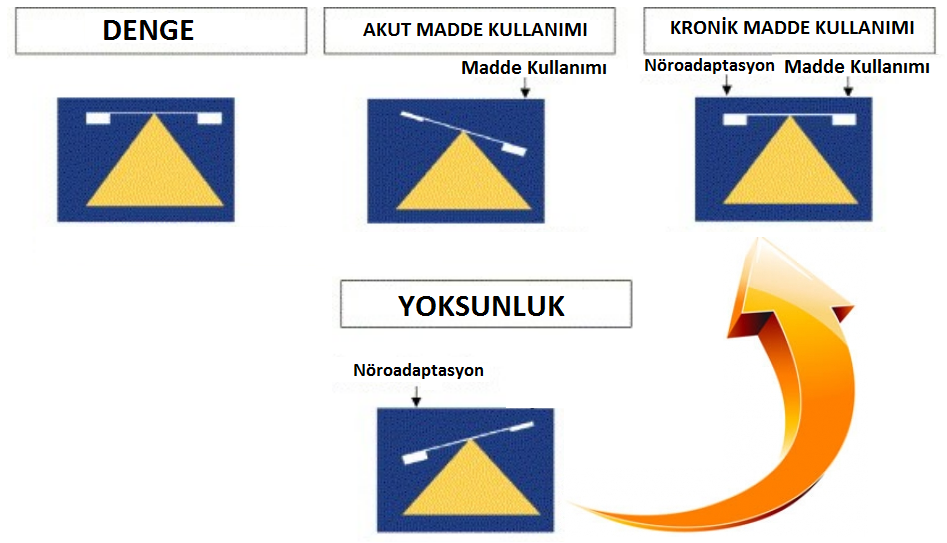 DENGE
AKUT MADDE KULLANIMI
KRONİK MADDE KULLANIMI
Madde Kullanımı
Nöroadaptasyon
Madde Kullanımı
YOKSUNLUK
Nöroadaptasyon